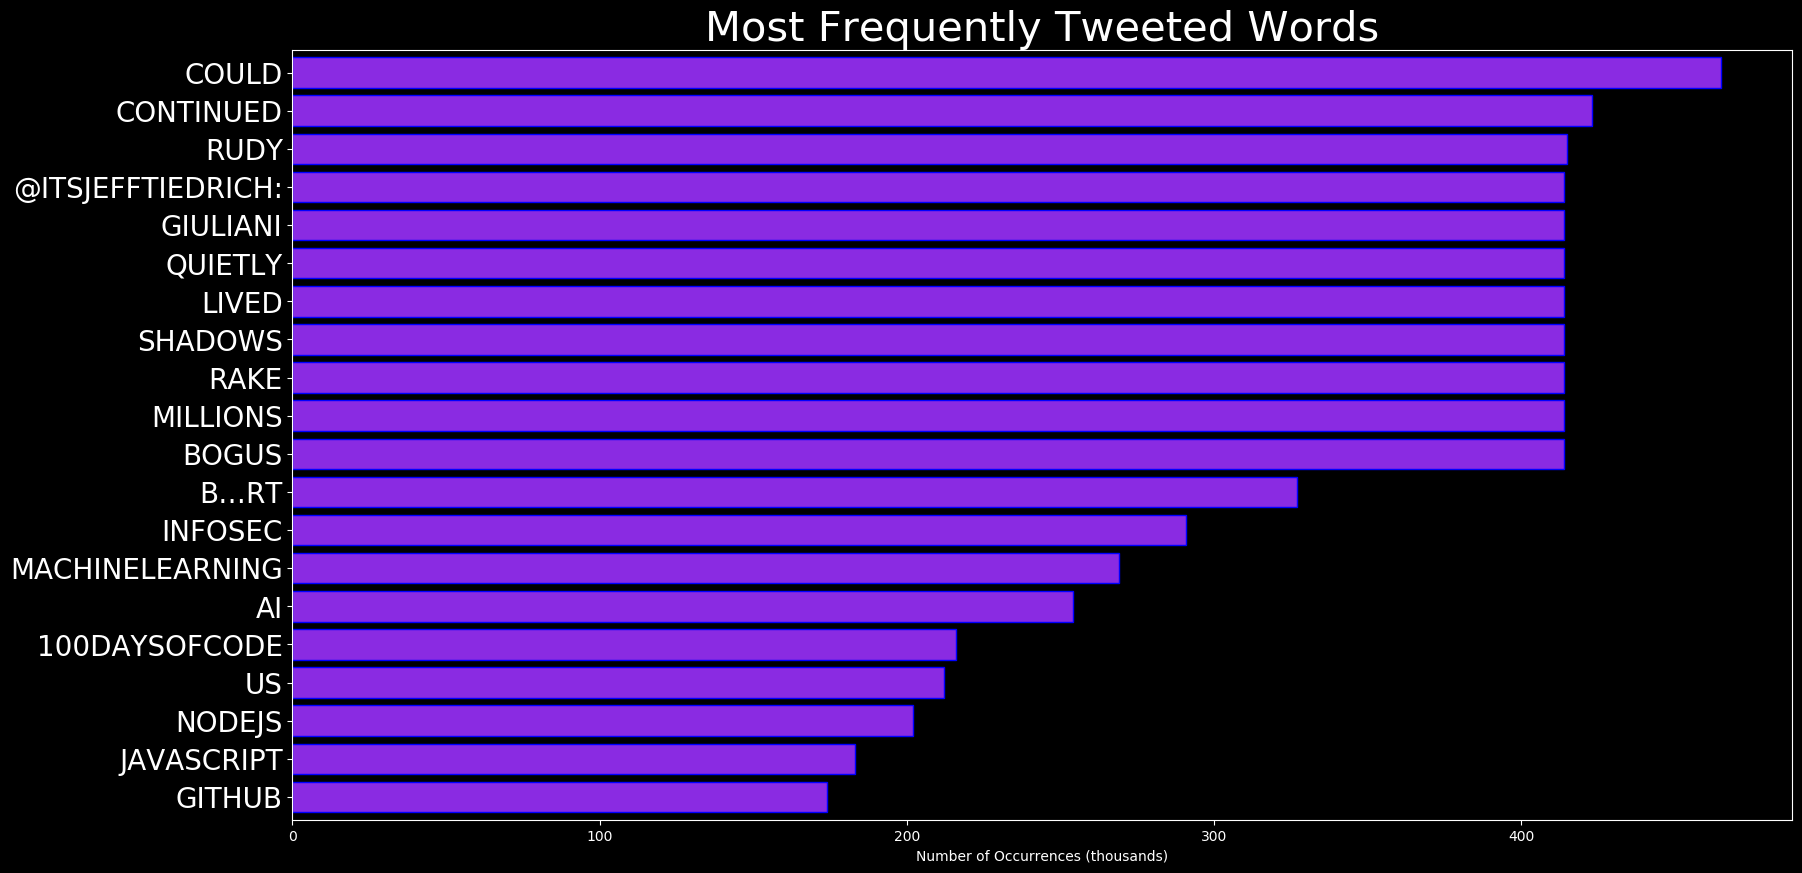 Most Frequently Tweeted Words
COULD
CONTINUED
RUDY
@ITSJEFFTIEDRICH:
GIULIANI
QUIETLY
LIVED
SHADOWS
RAKE
MILLIONS
BOGUS
B…RT
INFOSEC
MACHINELEARNING
AI
100DAYSOFCODE
US
NODEJS
JAVASCRIPT
GITHUB
0 100 200 300 400
Number of Occurrences (thousands)